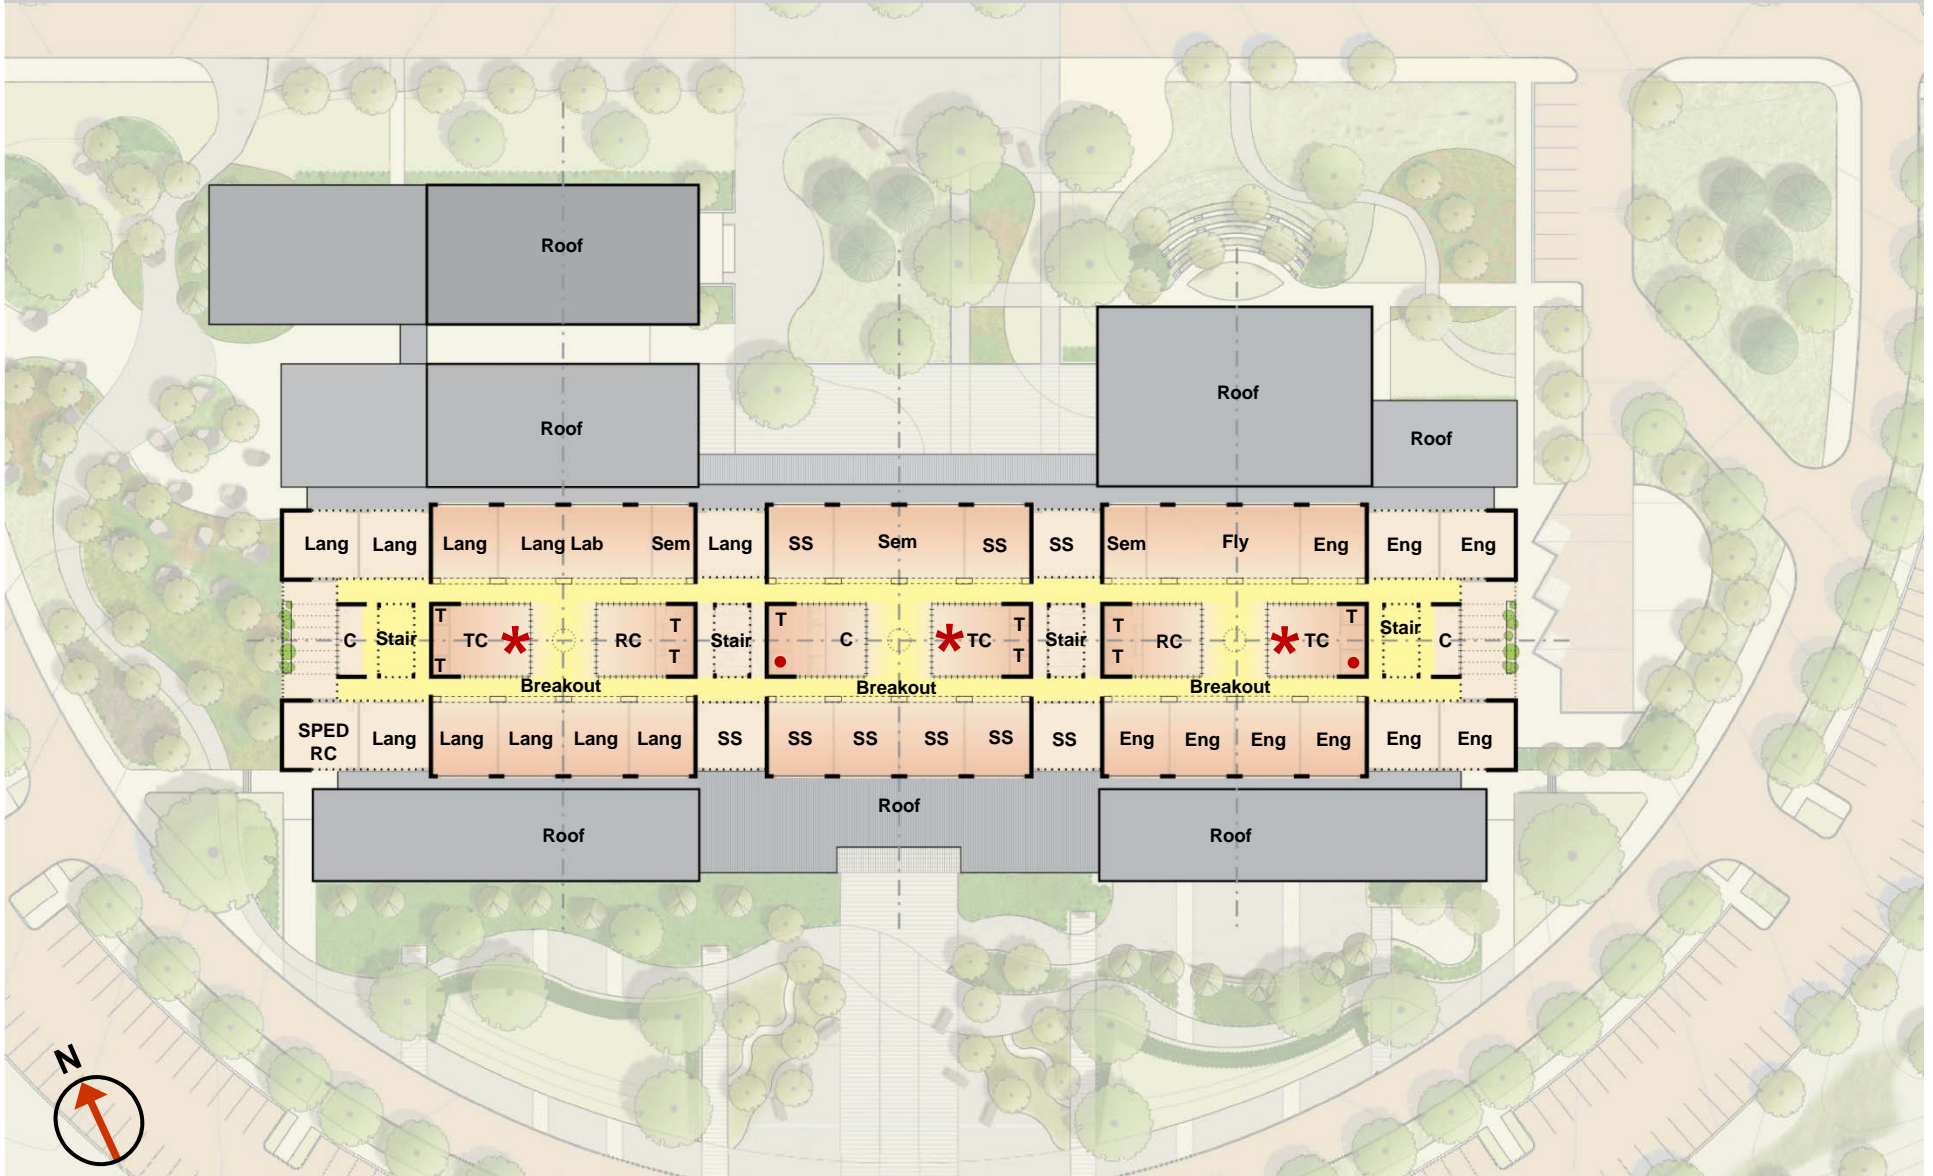 Roof
Roof
Roof
Roof
Lang
Lang
Lang
Lang Lab
Sem
Lang
SS
Sem
SS
SS
Sem
Fly
Eng
Eng
Eng
C
Stair
T
T
TC
*
RC
T
T
Stair
T
C
*
TC
T
T
Stair
T
T
RC
*
TC
T
Stair
C
Breakout
Breakout
Breakout
SPED
RC
Lang
Lang
Lang
Lang
Lang
SS
SS
SS
SS
SS
SS
Eng
Eng
Eng
Eng
Eng
Eng
Roof
Roof
Roof
N